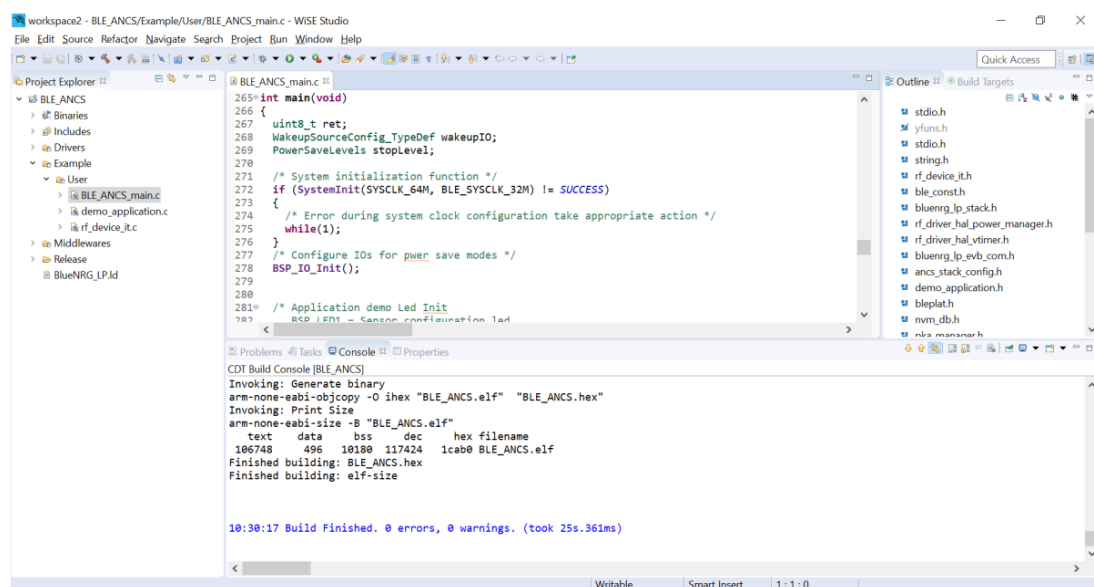 workspace2 - BLE_ANCS/Example/User/BLE_ANCS_main.c - WiSE Studio
File Edit Source Refactor Navigate Search Project Run Window Help
Quick Access
Project Explorer
BLE_ANCS
Binaries
Includes
Drivers
Example
User
BLE_ANCS_main.c
demo_application.c
rf_device_it.c
Middlewares
Release
BlueNRG_LP.ld
BLE_ANCS_main.c
265 int main(void)
266 {
267 uint8_t ret;
268 WakeupSourceConfig_TypeDef wakeupIO;
269 PowerSaveLevels stopLevel;
270
271 /* System initialization function */
272 if (SystemInit(SYSCLK_64M, BLE_SYSCLK_32M) != SUCCESS)
273 {
274 /* Error during system clock configuration take appropriate action */
275 while(1);
276 }
277 /* Configure IOs for pwer save modes */
278 BSP_IO_Init();
279
280
281 /* Application demo Led Init
282 BSP_LED1 - Sensor configuration led
Outline Build Targets
stdio.h
yfuns.h
stdio.h
string.h
rf_device_it.h
ble_const.h
bluenrg_lp_stack.h
rf_driver_hal_power_manager.h
rf_driver_hal_vtimer.h
bluenrg_lp_evb_com.h
ancs_stack_config.h
demo_application.h
bleplat.h
nvm_db.h
pka_manager.h
Problems Tasks Console Properties
CDT Build Console [BLE_ANCS]
Invoking: Generate binary
arm-none-eabi-objcopy -O ihex "BLE_ANCS.elf" "BLE_ANCS.hex"
Invoking: Print Size
arm-none-eabi-size -B "BLE_ANCS.elf"
text data bss dec hex filename
106748 496 10180 117424 1cab0 BLE_ANCS.elf
Finished building: BLE_ANCS.hex
Finished building: elf-size
10:30:17 Build Finished. 0 errors, 0 warnings. (took 25s.361ms)
Writable Smart Insert 1 : 1 : 0